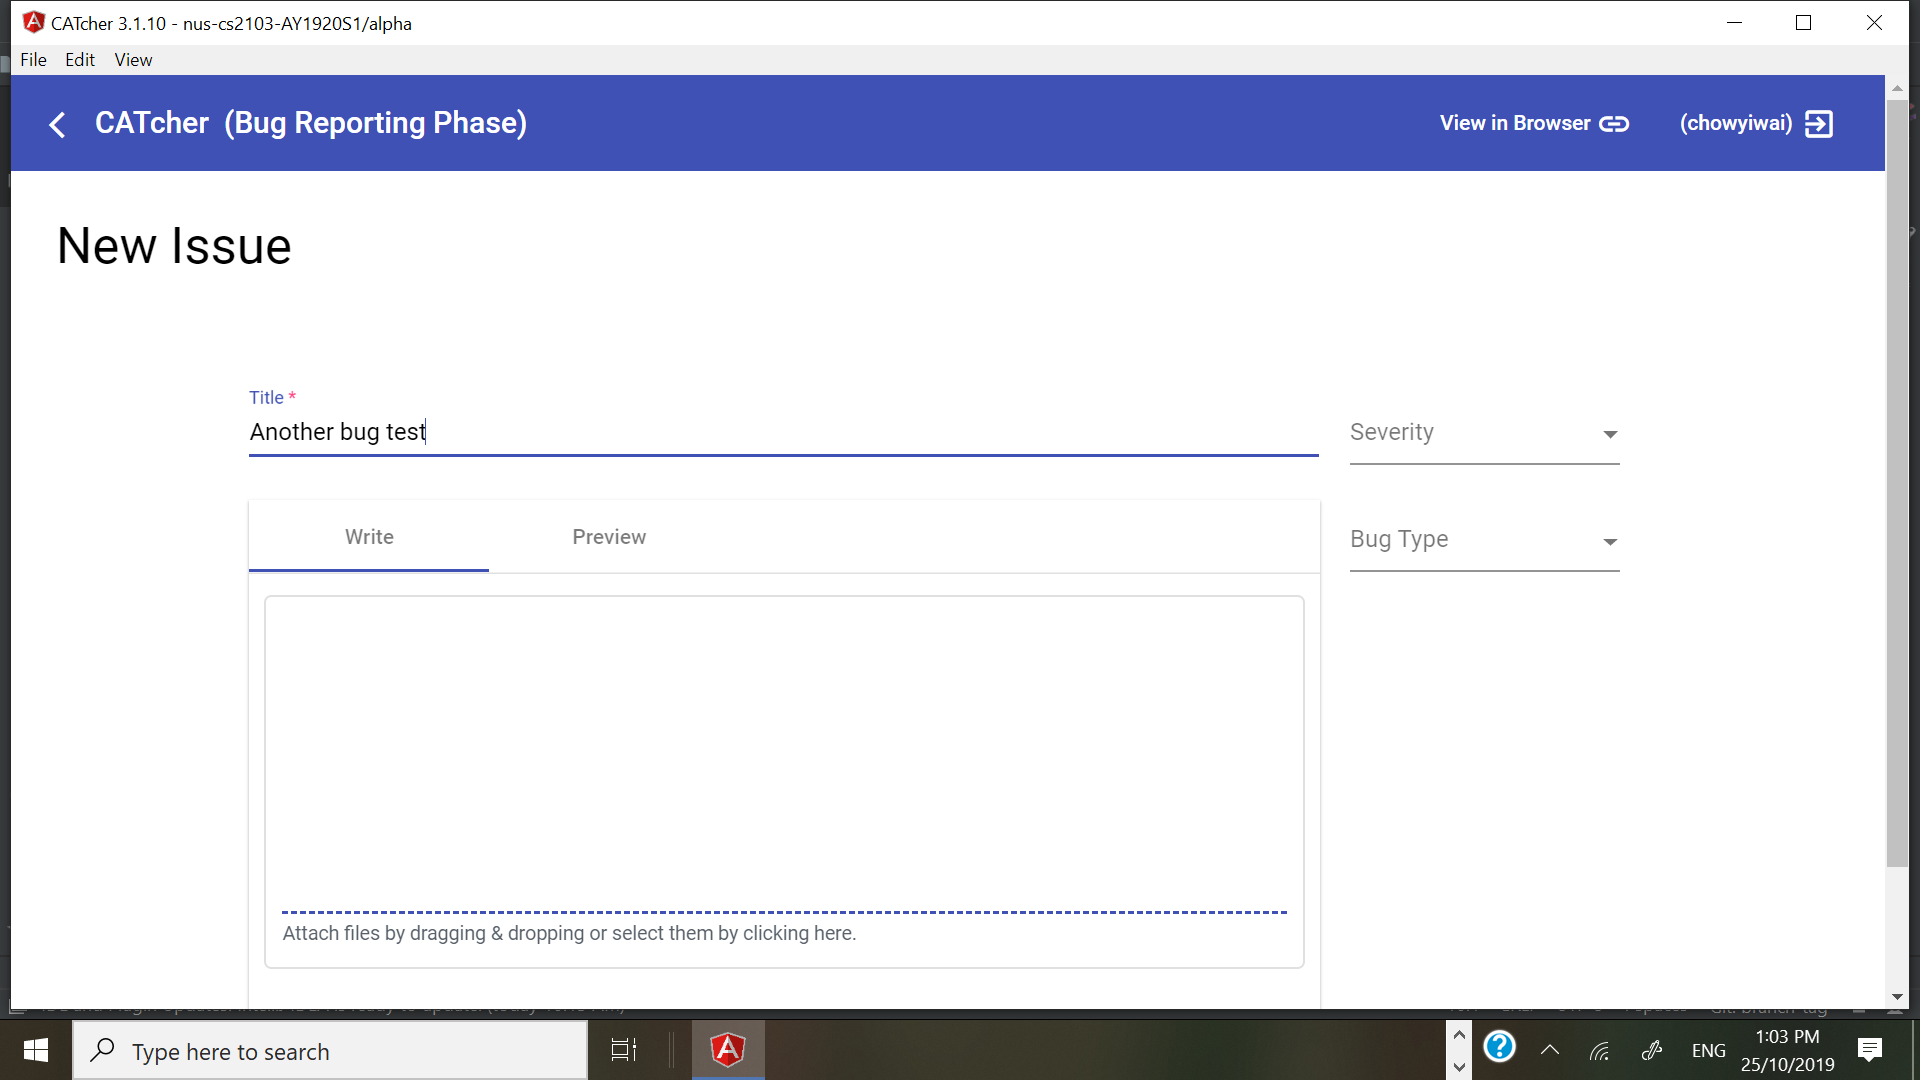 CATcher 3.1.10 - nus-cs2103-AY1920S1/alpha
File Edit View
CATcher (Bug Reporting Phase)
View in Browser
(chowyiwai)
New Issue
Title *
Another bug test
Severity
Write Preview
Bug Type
Attach files by dragging & dropping or select them by clicking here.
Type here to search
ENG
1:03 PM
25/10/2019